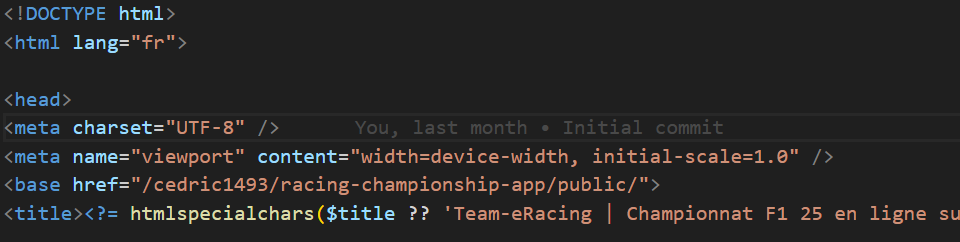 <!DOCTYPE html>
<html lang="fr">
<head>
<meta charset="UTF-8" /> You, last month • Initial commit
<meta name="viewport" content="width=device-width, initial-scale=1.0" />
<base href="/cedric1493/racing-championship-app/public/">
<title><?= htmlspecialchars($title ?? 'Team-eRacing | Championnat F1 25 en ligne su